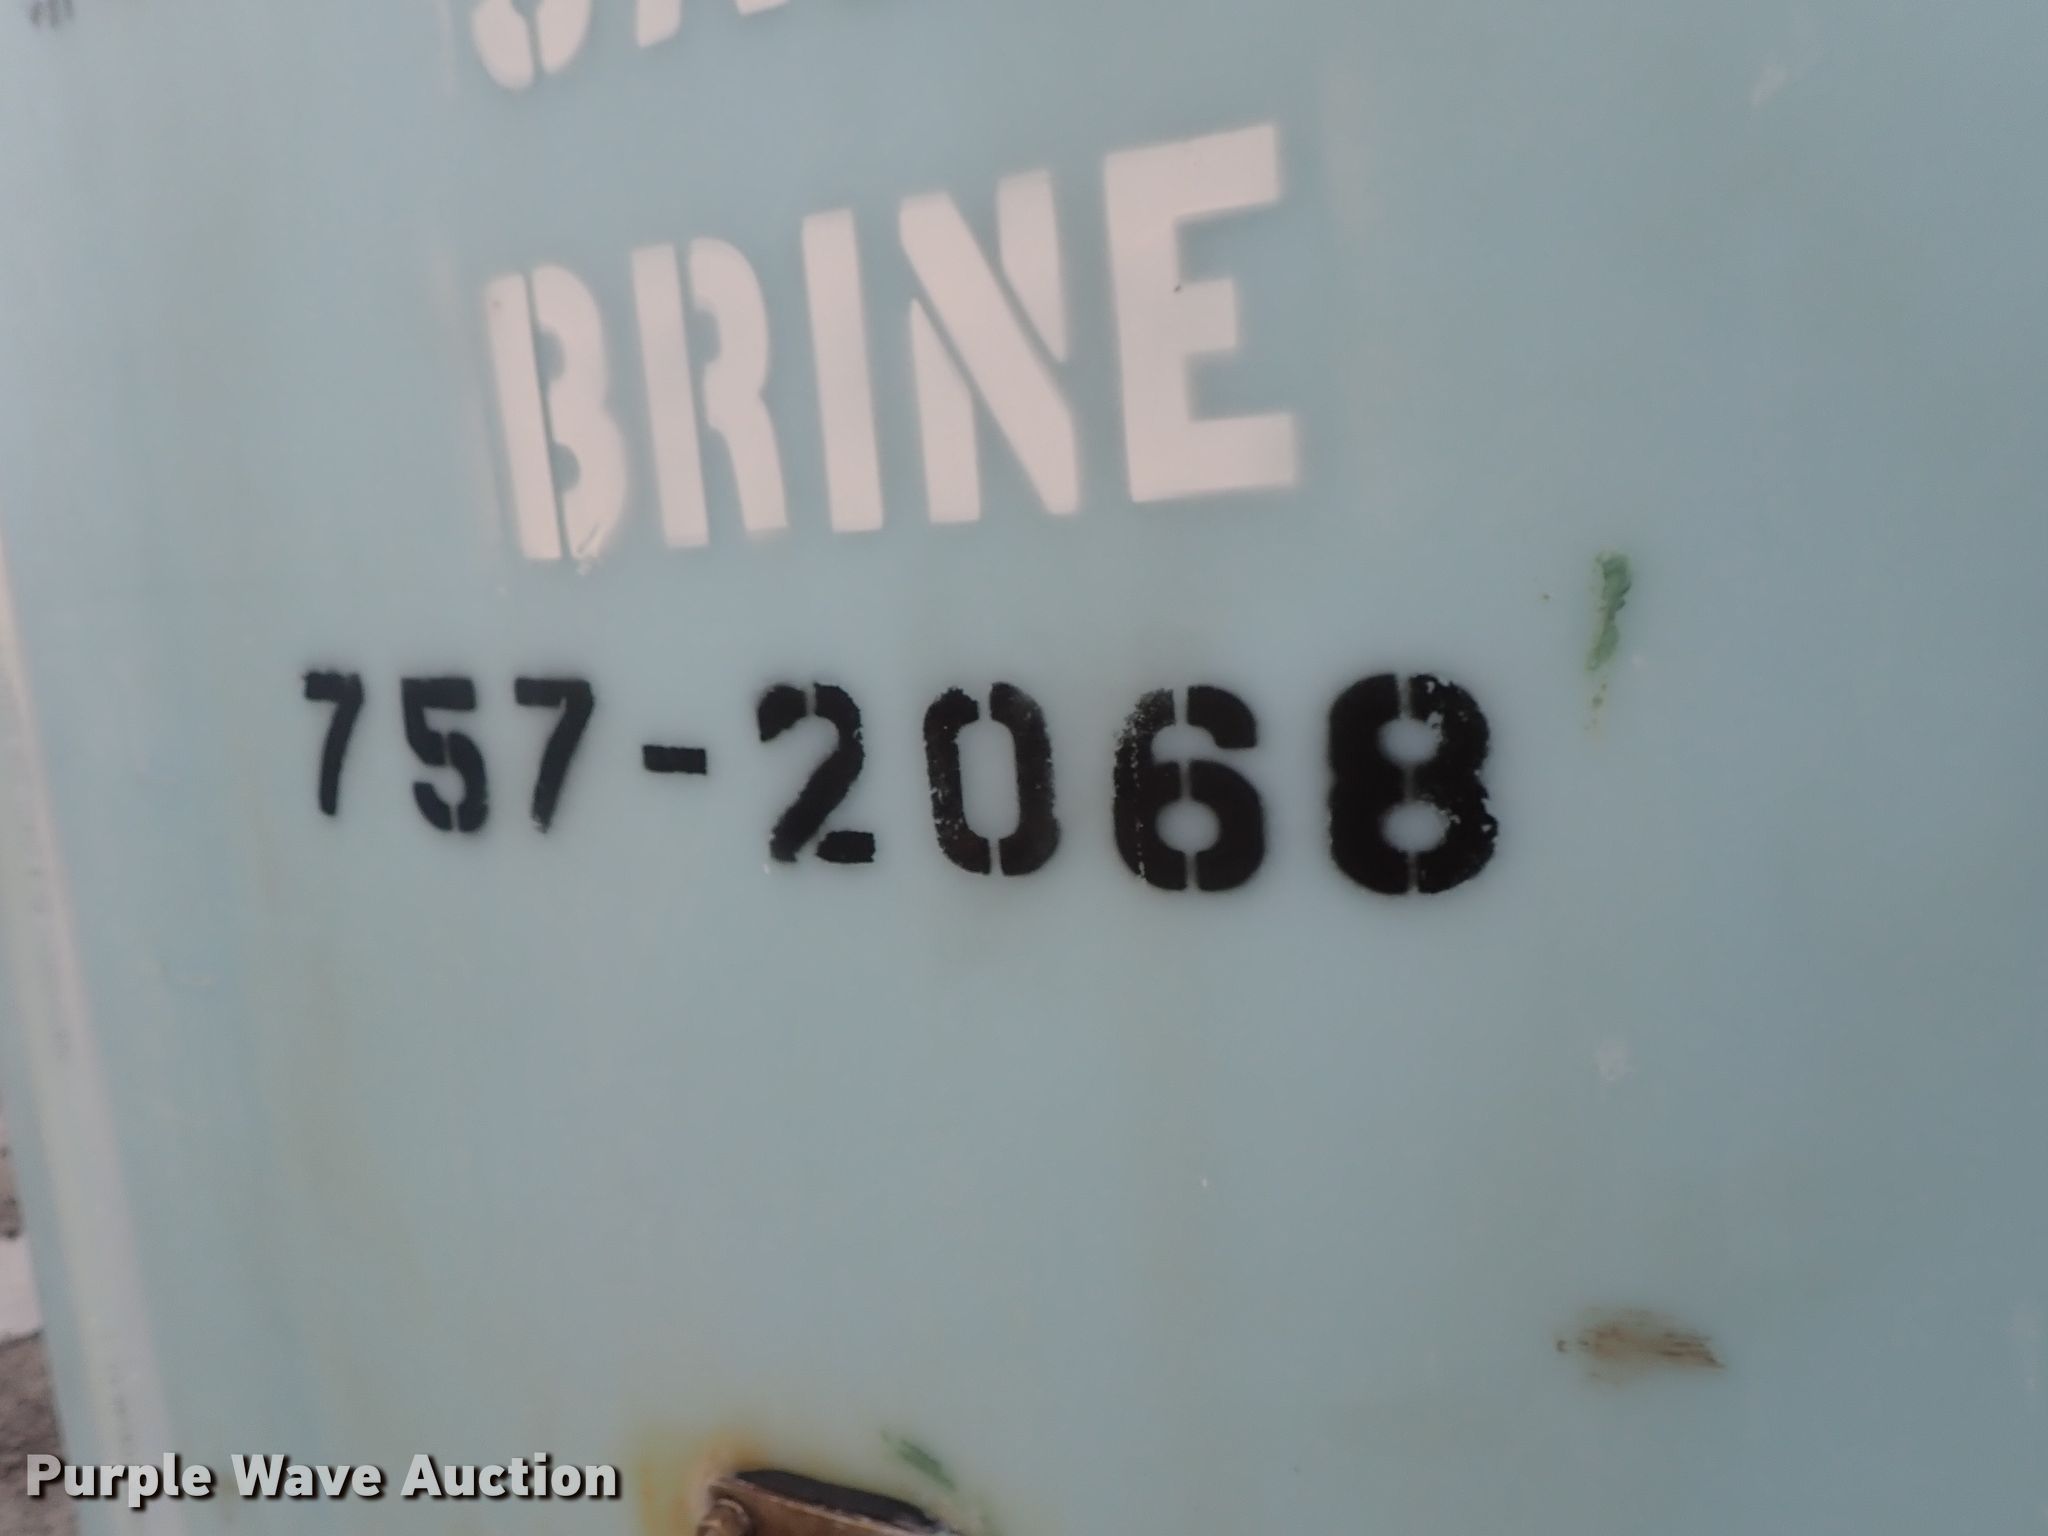 BRINE
757-2068
Purple Wave Auction